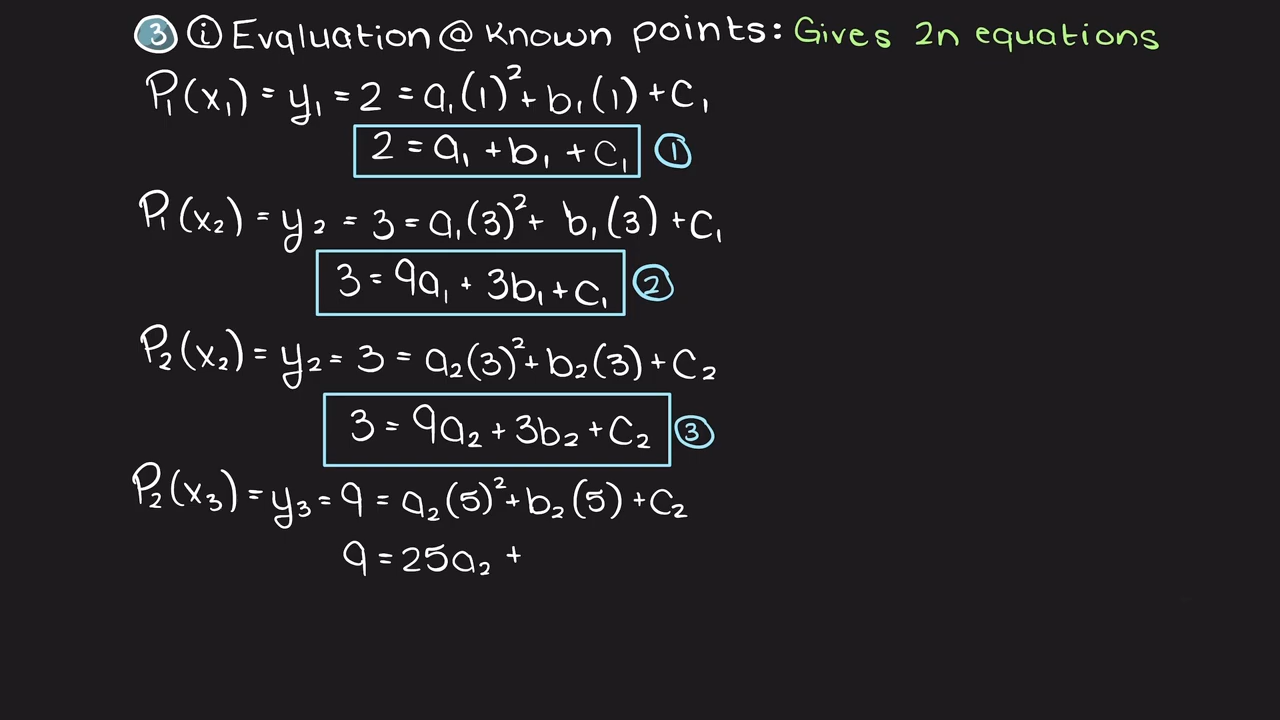 ③ ⓘ Evaluation @ known points: Gives 2n equations
P₁(x₁) = y₁ = 2 = a₁(1)² + b₁(1) + c₁
2 = a₁ + b₁ + c₁ ①
P₁(x₂) = y₂ = 3 = a₁(3)² + b₁(3) + c₁
3 = 9a₁ + 3b₁ + c₁ ②
P₂(x₂) = y₂ = 3 = a₂(3)² + b₂(3) + c₂
3 = 9a₂ + 3b₂ + c₂ ③
P₂(x₃) = y₃ = 9 = a₂(5)² + b₂(5) + c₂
9 = 25a₂ +